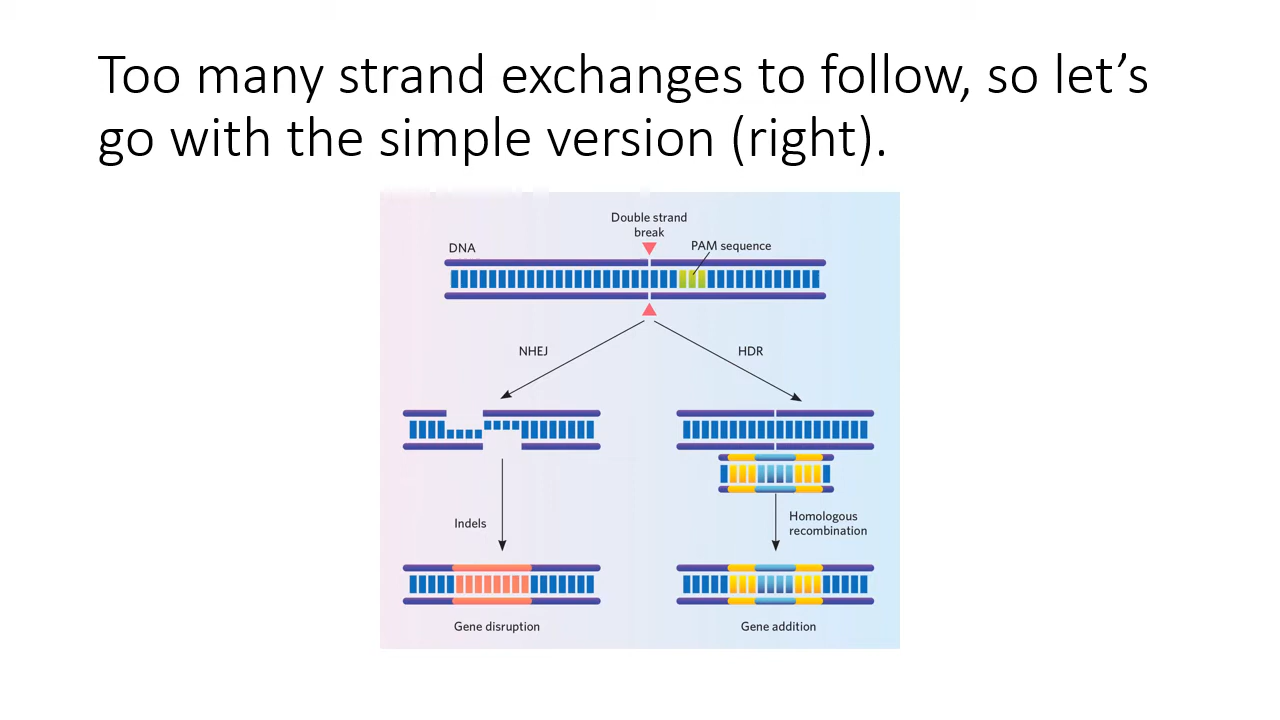 Too many strand exchanges to follow, so let’s
go with the simple version (right).
Double strand
break
DNA
PAM sequence
NHEJ
HDR
Indels
Homologous
recombination
Gene disruption
Gene addition